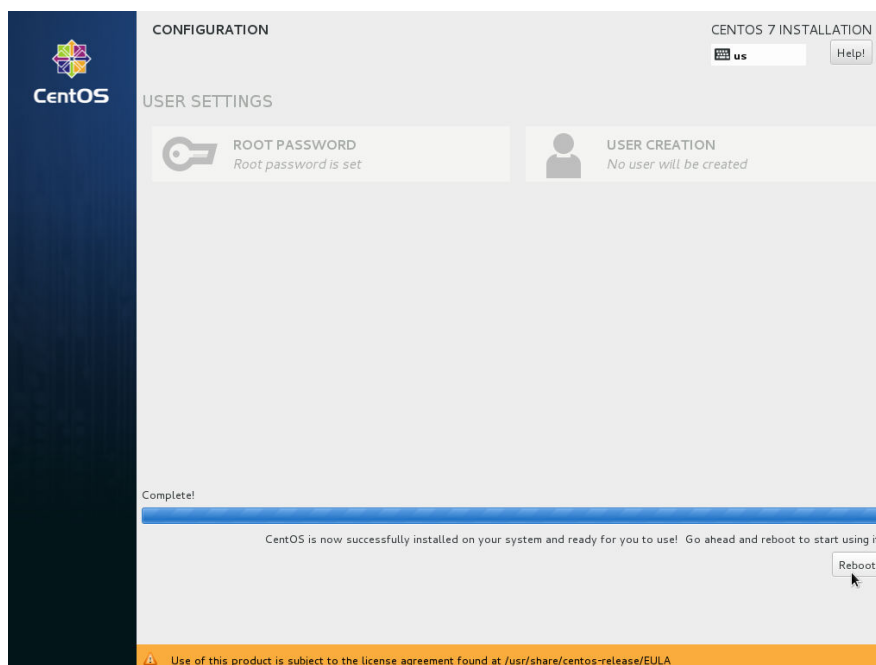 CONFIGURATION
CENTOS 7 INSTALLATION
us
Help!
CentOS
USER SETTINGS
ROOT PASSWORD
Root password is set
USER CREATION
No user will be created
Complete!
CentOS is now successfully installed on your system and ready for you to use! Go ahead and reboot to start using i
Reboot
Use of this product is subject to the license agreement found at /usr/share/centos-release/EULA